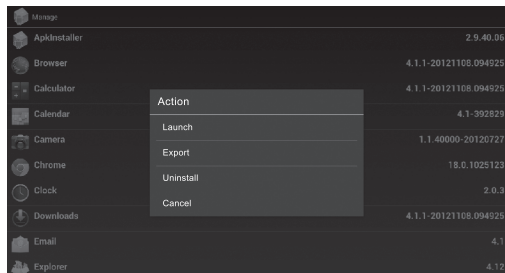 Manage
ApkInstaller 2.9.40.06
Browser 4.1.1-20121108.094925
Calculator 4.1.1-20121108.094925
Action
Calendar 4.1-392829
Launch
Camera 1.1.40000-20120727
Export
Chrome 18.0.1025123
Uninstall
Clock 2.0.3
Cancel
Downloads 4.1.1-20121108.094925
Email 4.1
Explorer 4.12